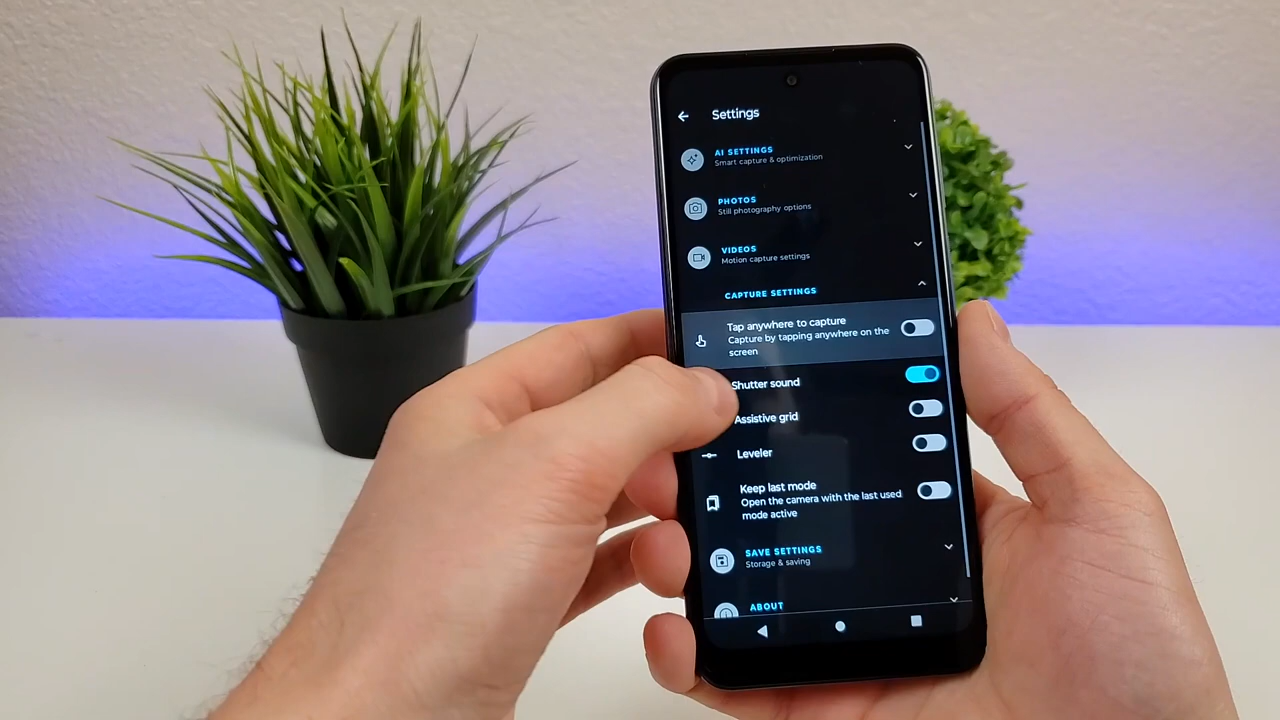 Settings
AI SETTINGS
Smart capture & optimization
PHOTOS
Still photography options
VIDEOS
Motion capture settings
CAPTURE SETTINGS
Tap anywhere to capture
Capture by tapping anywhere on the
screen
Shutter sound
Assistive grid
Leveler
Keep last mode
Open the camera with the last used
mode active
SAVE SETTINGS
Storage & saving
ABOUT